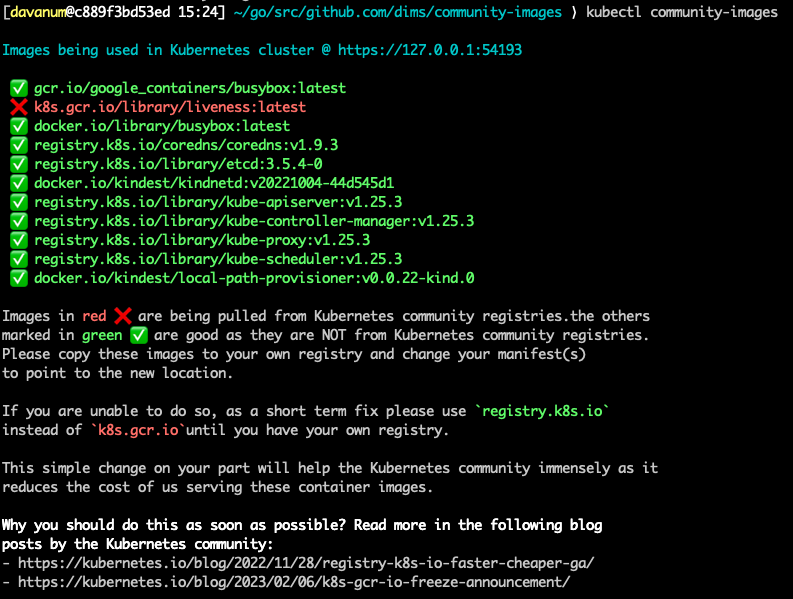 [davanum@c889f3bd53ed 15:24] ~/go/src/github.com/dims/community-images ) kubectl community-images
Images being used in Kubernetes cluster @ https://127.0.0.1:54193
✅ gcr.io/google_containers/busybox:latest
❌ k8s.gcr.io/library/liveness:latest
✅ docker.io/library/busybox:latest
✅ registry.k8s.io/coredns/coredns:v1.9.3
✅ registry.k8s.io/library/etcd:3.5.4-0
✅ docker.io/kindest/kindnetd:v20221004-44d545d1
✅ registry.k8s.io/library/kube-apiserver:v1.25.3
✅ registry.k8s.io/library/kube-controller-manager:v1.25.3
✅ registry.k8s.io/library/kube-proxy:v1.25.3
✅ registry.k8s.io/library/kube-scheduler:v1.25.3
✅ docker.io/kindest/local-path-provisioner:v0.0.22-kind.0
Images in red ❌ are being pulled from Kubernetes community registries.the others
marked in green ✅ are good as they are NOT from Kubernetes community registries.
Please copy these images to your own registry and change your manifest(s)
to point to the new location.
If you are unable to do so, as a short term fix please use `registry.k8s.io`
instead of `k8s.gcr.io`until you have your own registry.
This simple change on your part will help the Kubernetes community immensely as it
reduces the cost of us serving these container images.
Why you should do this as soon as possible? Read more in the following blog
posts by the Kubernetes community:
- https://kubernetes.io/blog/2022/11/28/registry-k8s-io-faster-cheaper-ga/
- https://kubernetes.io/blog/2023/02/06/k8s-gcr-io-freeze-announcement/